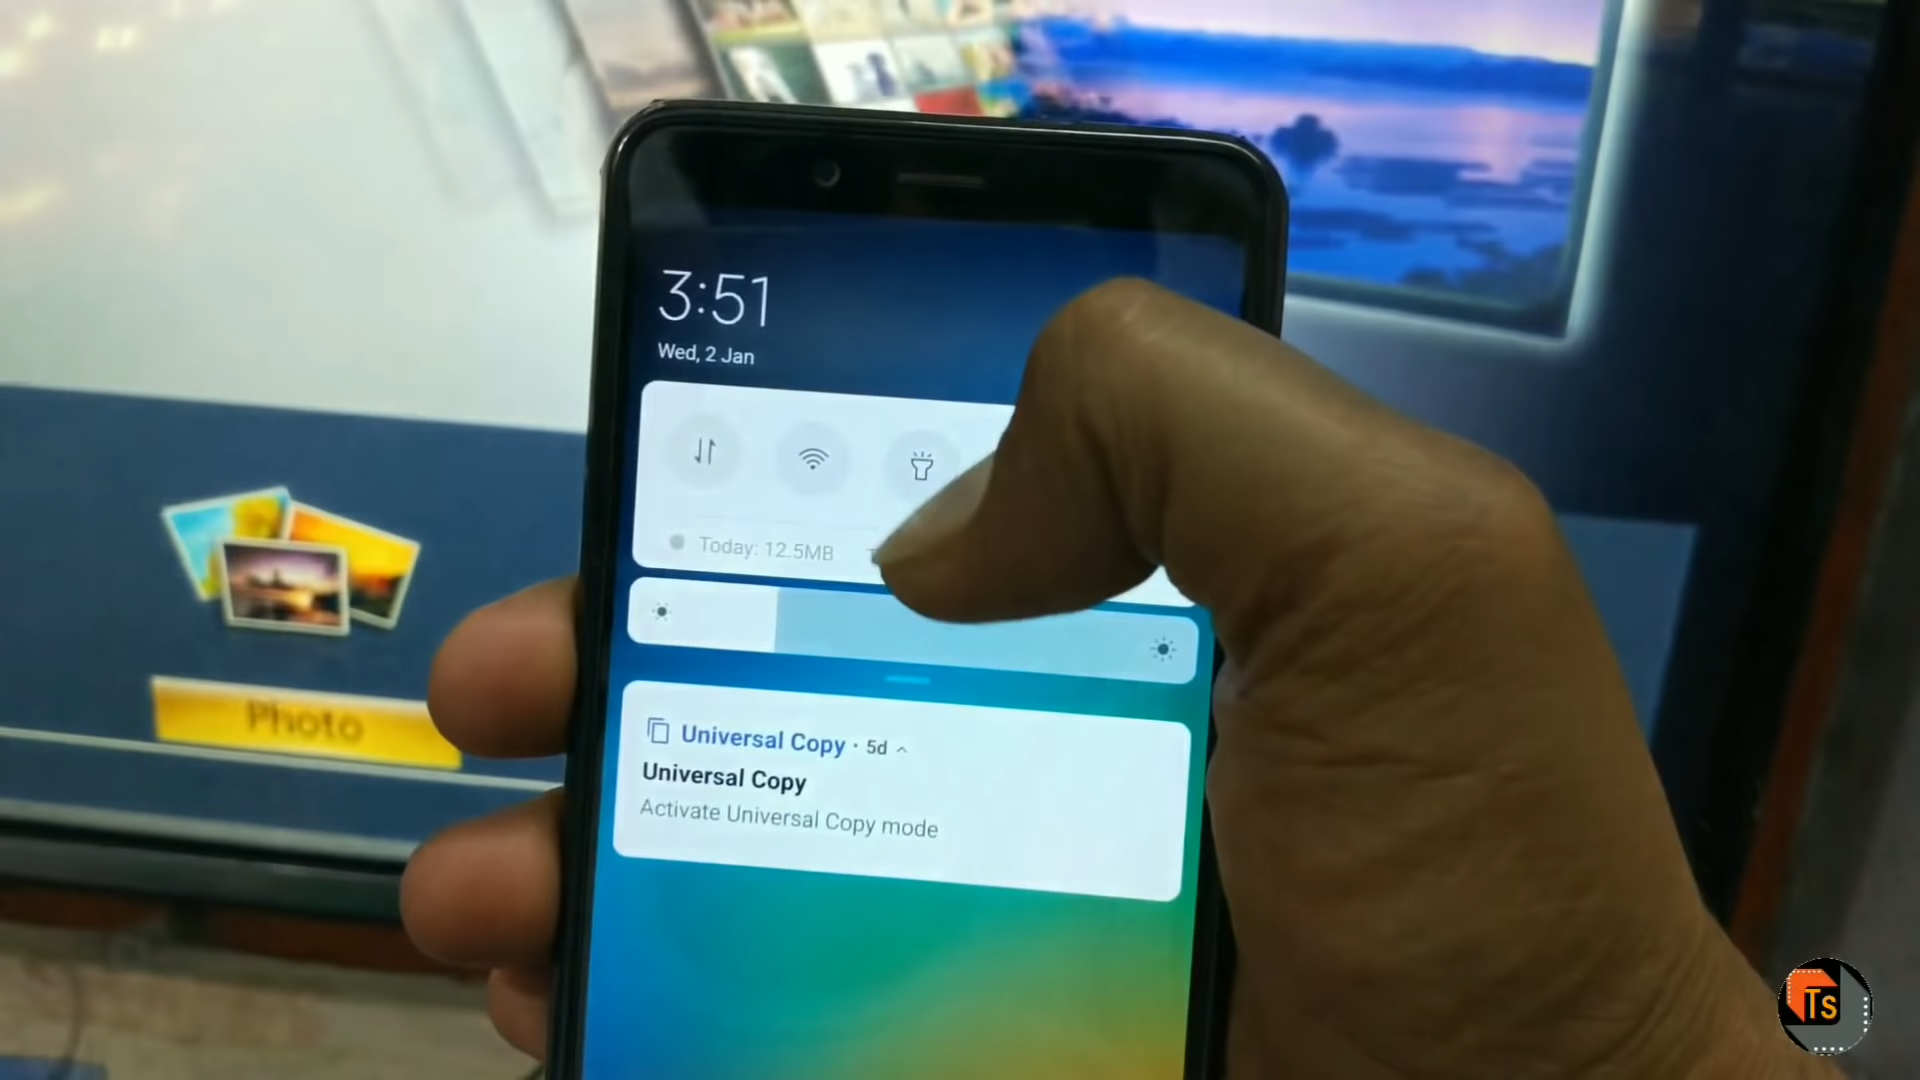 3:51
Wed, 2 Jan
Today: 12.5MB
Universal Copy · 5d
Universal Copy
Activate Universal Copy mode
Photo
Ts